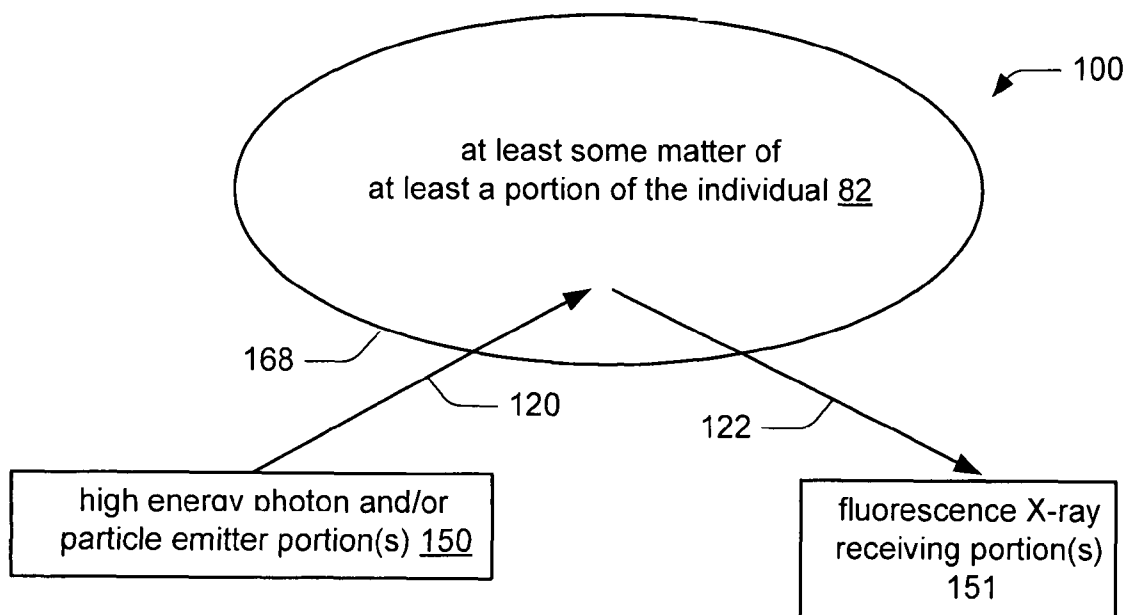 100
at least some matter of
at least a portion of the individual 82
168
120
122
high energy photon and/or
particle emitter portion(s) 150
fluorescence X-ray
receiving portion(s)
151